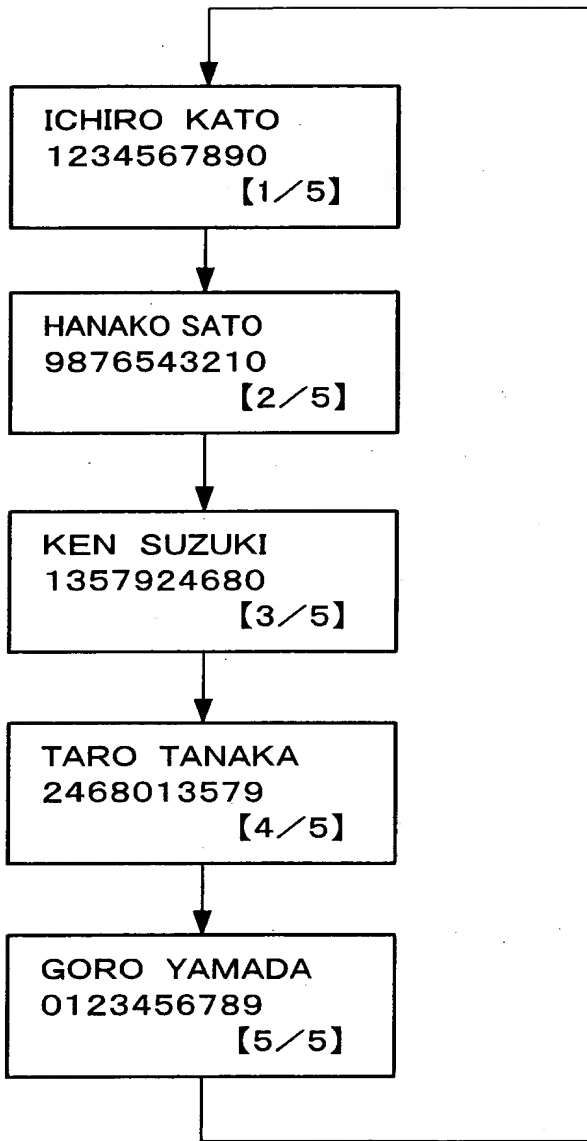 ICHIRO KATO
1234567890
【1／5】
HANAKO SATO
9876543210
【2／5】
KEN SUZUKI
1357924680
【3／5】
TARO TANAKA
2468013579
【4／5】
GORO YAMADA
0123456789
【5／5】